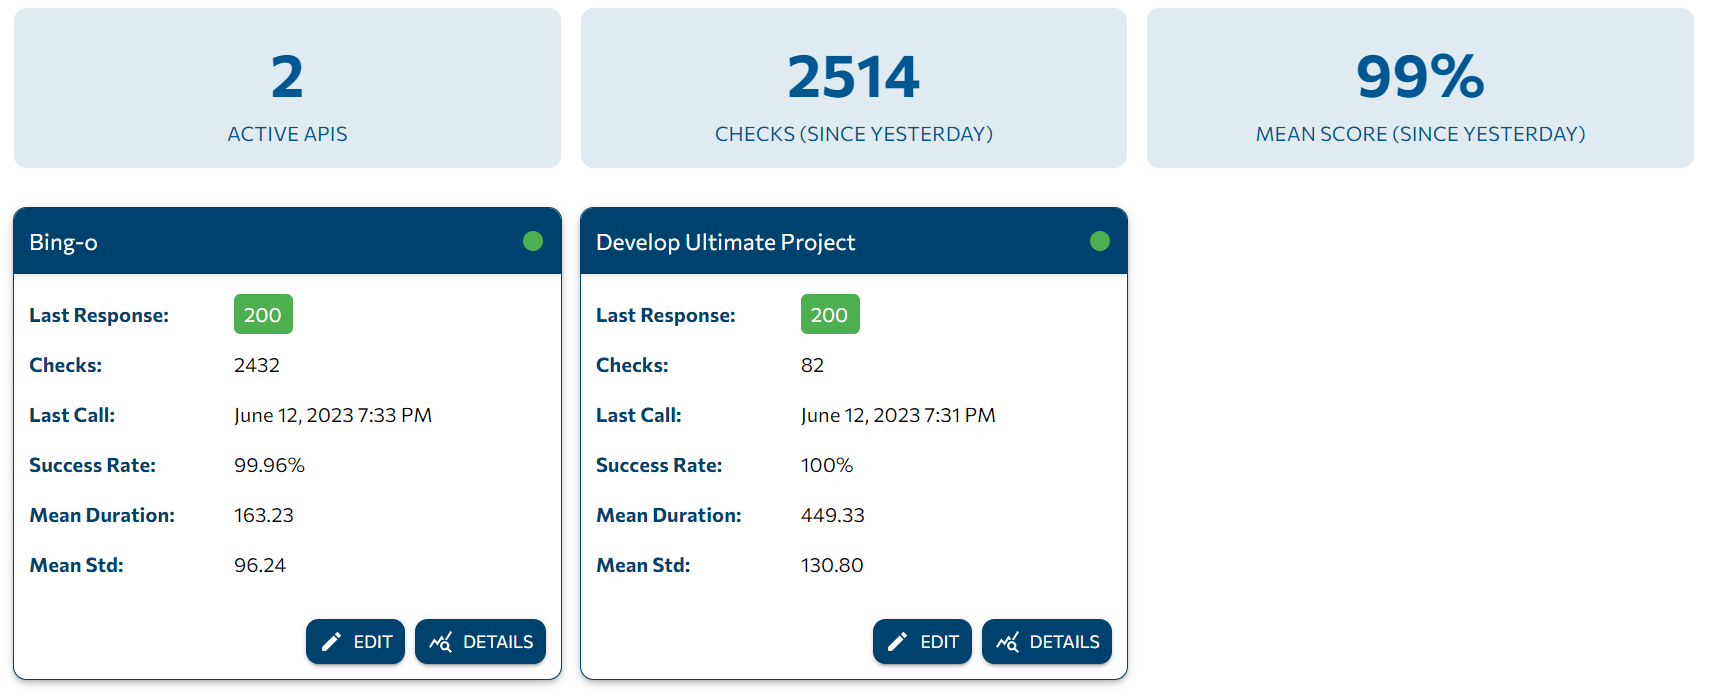 2
ACTIVE APIS
2514
CHECKS (SINCE YESTERDAY)
99%
MEAN SCORE (SINCE YESTERDAY)
Bing-o
Last Response: 200
Checks: 2432
Last Call: June 12, 2023 7:33 PM
Success Rate: 99.96%
Mean Duration: 163.23
Mean Std: 96.24
EDIT DETAILS
Develop Ultimate Project
Last Response: 200
Checks: 82
Last Call: June 12, 2023 7:31 PM
Success Rate: 100%
Mean Duration: 449.33
Mean Std: 130.80
EDIT DETAILS